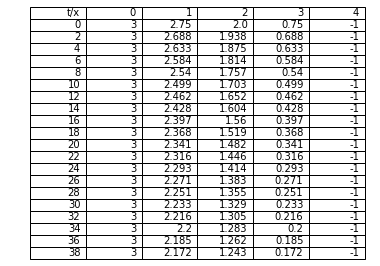 t/x 0 1 2 3 4
0 3 2.75 2.0 0.75 -1
2 3 2.688 1.938 0.688 -1
4 3 2.633 1.875 0.633 -1
6 3 2.584 1.814 0.584 -1
8 3 2.54 1.757 0.54 -1
10 3 2.499 1.703 0.499 -1
12 3 2.462 1.652 0.462 -1
14 3 2.428 1.604 0.428 -1
16 3 2.397 1.56 0.397 -1
18 3 2.368 1.519 0.368 -1
20 3 2.341 1.482 0.341 -1
22 3 2.316 1.446 0.316 -1
24 3 2.293 1.414 0.293 -1
26 3 2.271 1.383 0.271 -1
28 3 2.251 1.355 0.251 -1
30 3 2.233 1.329 0.233 -1
32 3 2.216 1.305 0.216 -1
34 3 2.2 1.283 0.2 -1
36 3 2.185 1.262 0.185 -1
38 3 2.172 1.243 0.172 -1